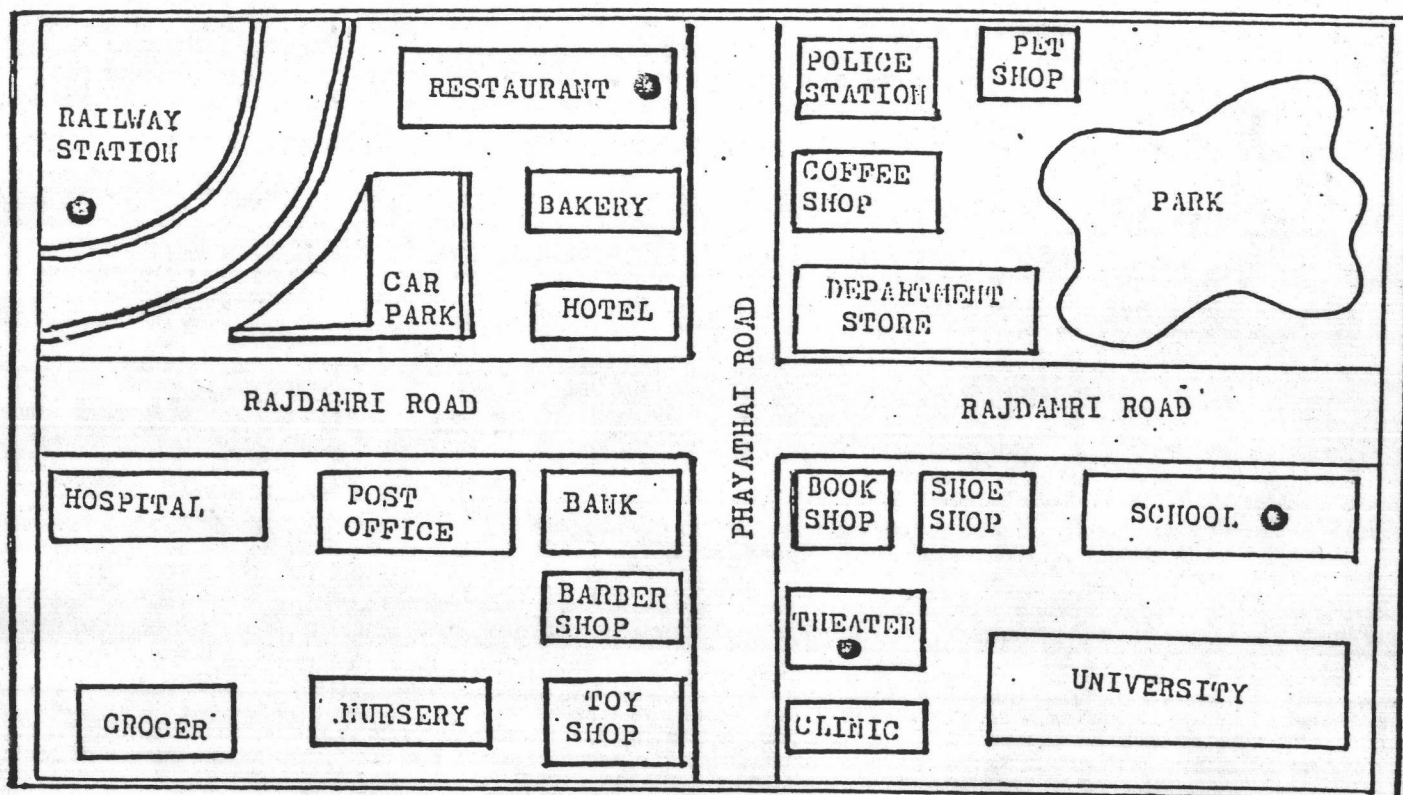 RESTAURANT
POLICE
STATION
PET
SHOP
RAILWAY
STATION
BAKERY
COFFEE
SHOP
PARK
CAR
PARK
HOTEL
DEPARTMENT
STORE
PHAYATHAI ROAD
RAJDAMRI ROAD
RAJDAMRI ROAD
HOSPITAL
POST
OFFICE
BANK
BOOK
SHOP
SHOE
SHOP
SCHOOL
BARBER
SHOP
THEATER
GROCER
NURSERY
TOY
SHOP
CLINIC
UNIVERSITY